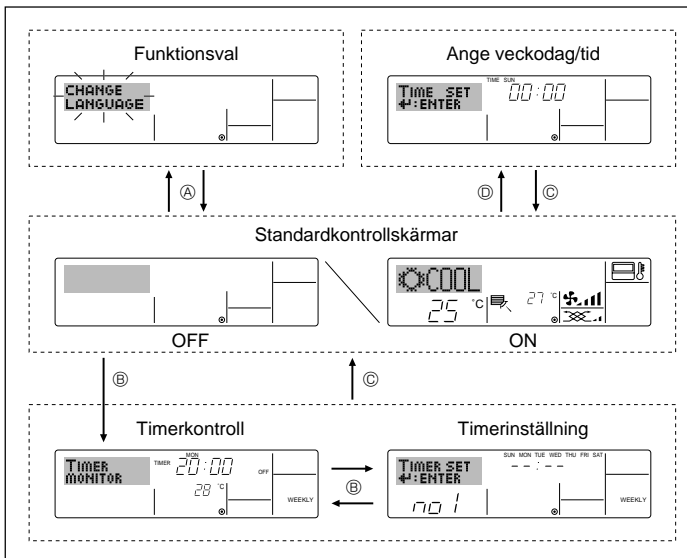 Funktionsval
CHANGE
LANGUAGE
Ange veckodag/tid
TIME SUN
TIME SET
↵:ENTER
00:00
Ⓐ
Ⓓ
Ⓒ
Standardkontrollskärmar
COOL
25 °C
27 °C
OFF
ON
Ⓑ
Ⓒ
Timerkontroll
TIMER
MONITOR
MON
TIMER 20:00
OFF
28 °C
WEEKLY
Ⓑ
Timerinställning
SUN MON TUE WED THU FRI SAT
TIMER SET
↵:ENTER
--:--
no 1
WEEKLY